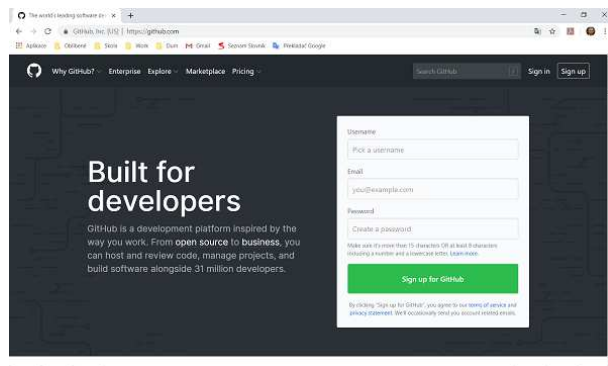 The world's leading software de
GitHub, Inc. [US] | https://github.com
Aplikace Oblíbené Škola Work Dum Gmail Seznam Slovník Překladač Google
Why GitHub? Enterprise Explore Marketplace Pricing
Search GitHub
Sign in Sign up
Built for
developers
GitHub is a development platform inspired by the
way you work. From open source to business, you
can host and review code, manage projects, and
build software alongside 31 million developers.
Username
Pick a username
Email
you@example.com
Password
Create a password
Make sure it's more than 15 characters OR at least 8 characters
including a number and a lowercase letter. Learn more.
Sign up for GitHub
By clicking "Sign up for GitHub", you agree to our terms of service and
privacy statement. We'll occasionally send you account related emails.